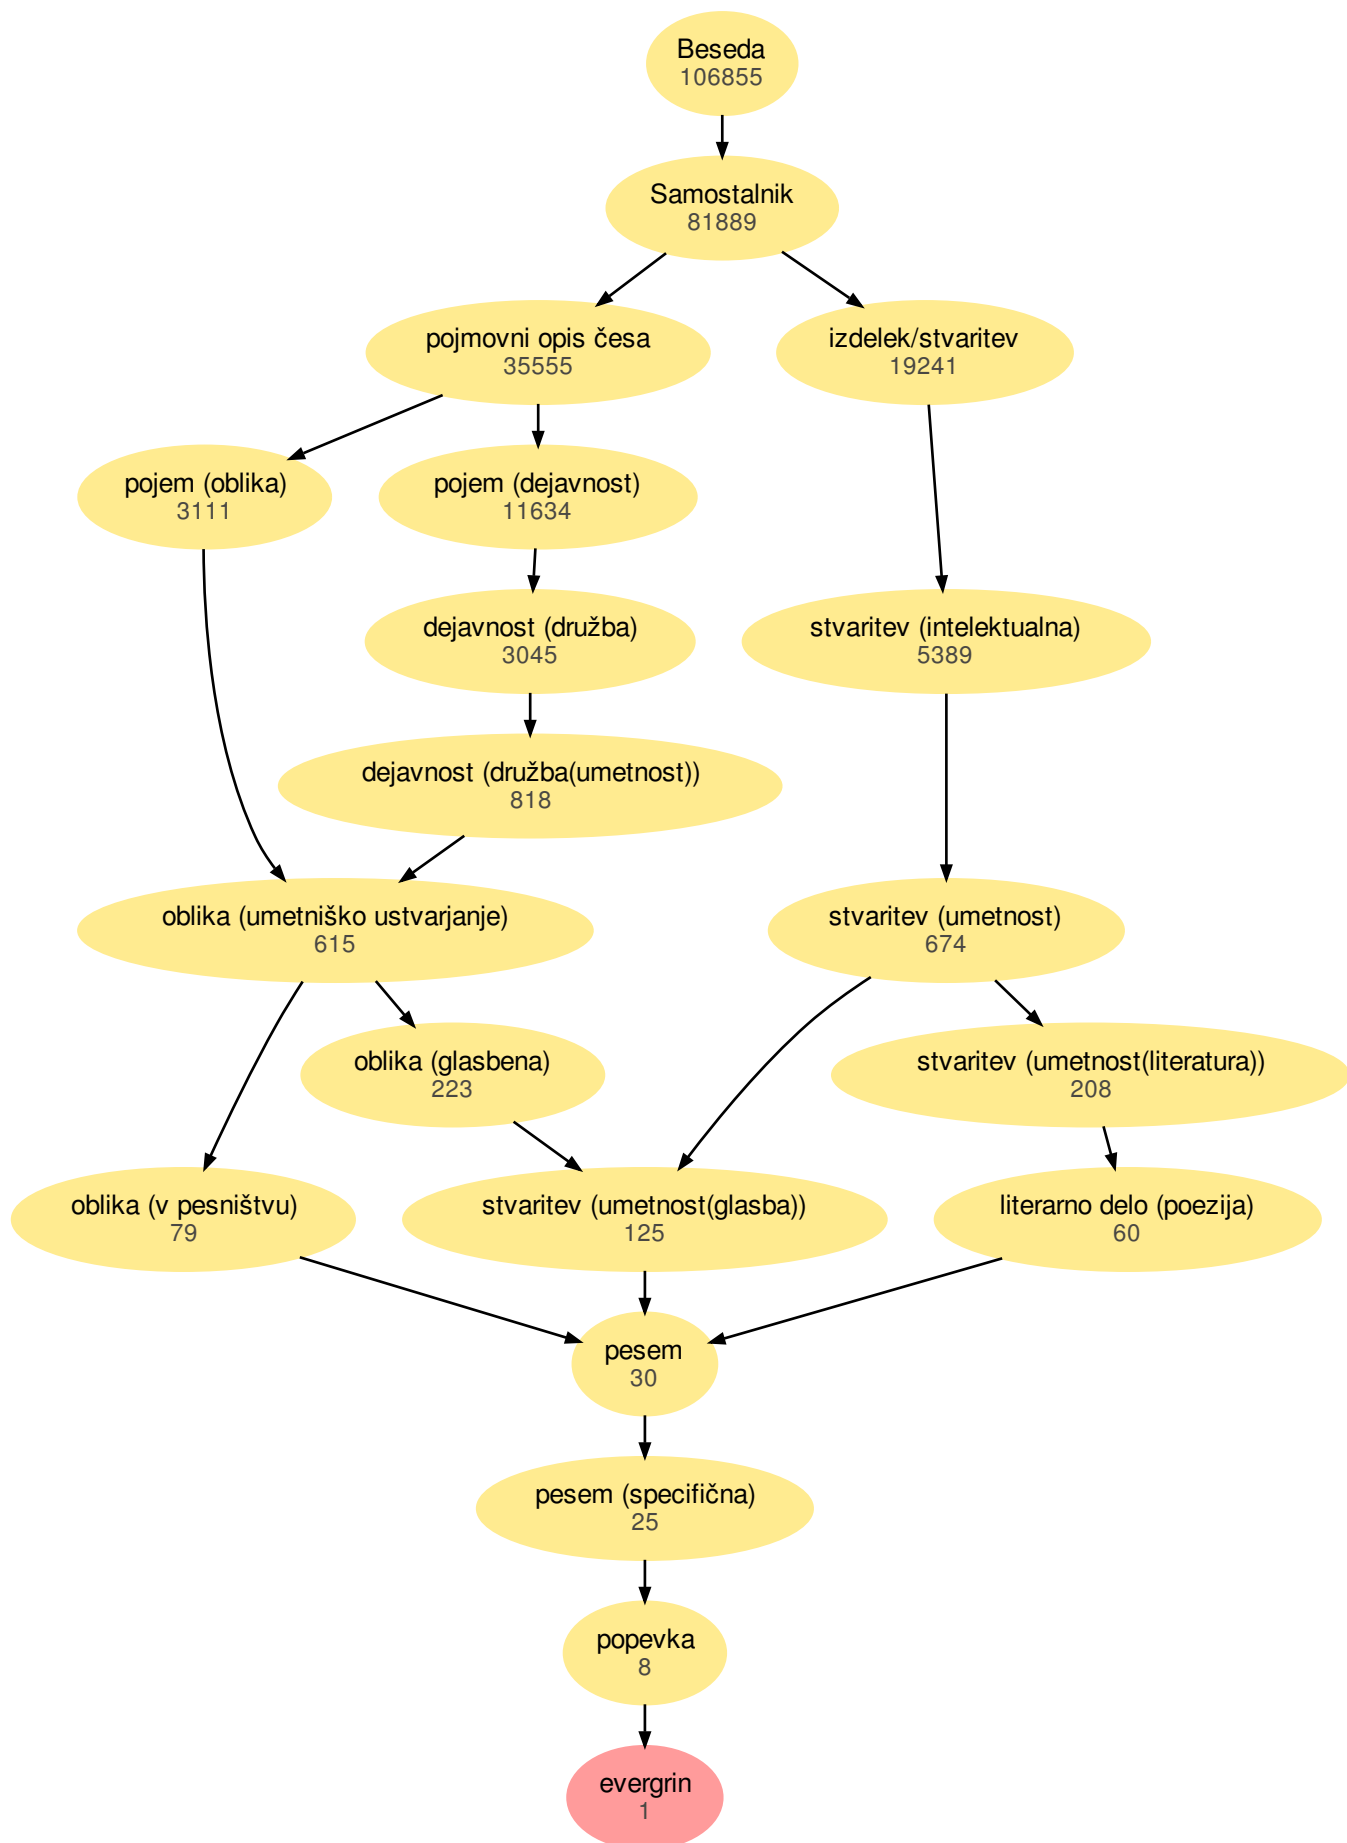 Beseda
106855
Samostalnik
81889
pojmovni opis česa
35555
izdelek/stvaritev
19241
pojem (oblika)
3111
pojem (dejavnost)
11634
dejavnost (družba)
3045
stvaritev (intelektualna)
5389
dejavnost (družba(umetnost))
818
oblika (umetniško ustvarjanje)
615
stvaritev (umetnost)
674
oblika (glasbena)
223
stvaritev (umetnost(literatura))
208
oblika (v pesništvu)
79
stvaritev (umetnost(glasba))
125
literarno delo (poezija)
60
pesem
30
pesem (specifična)
25
popevka
8
evergrin
1